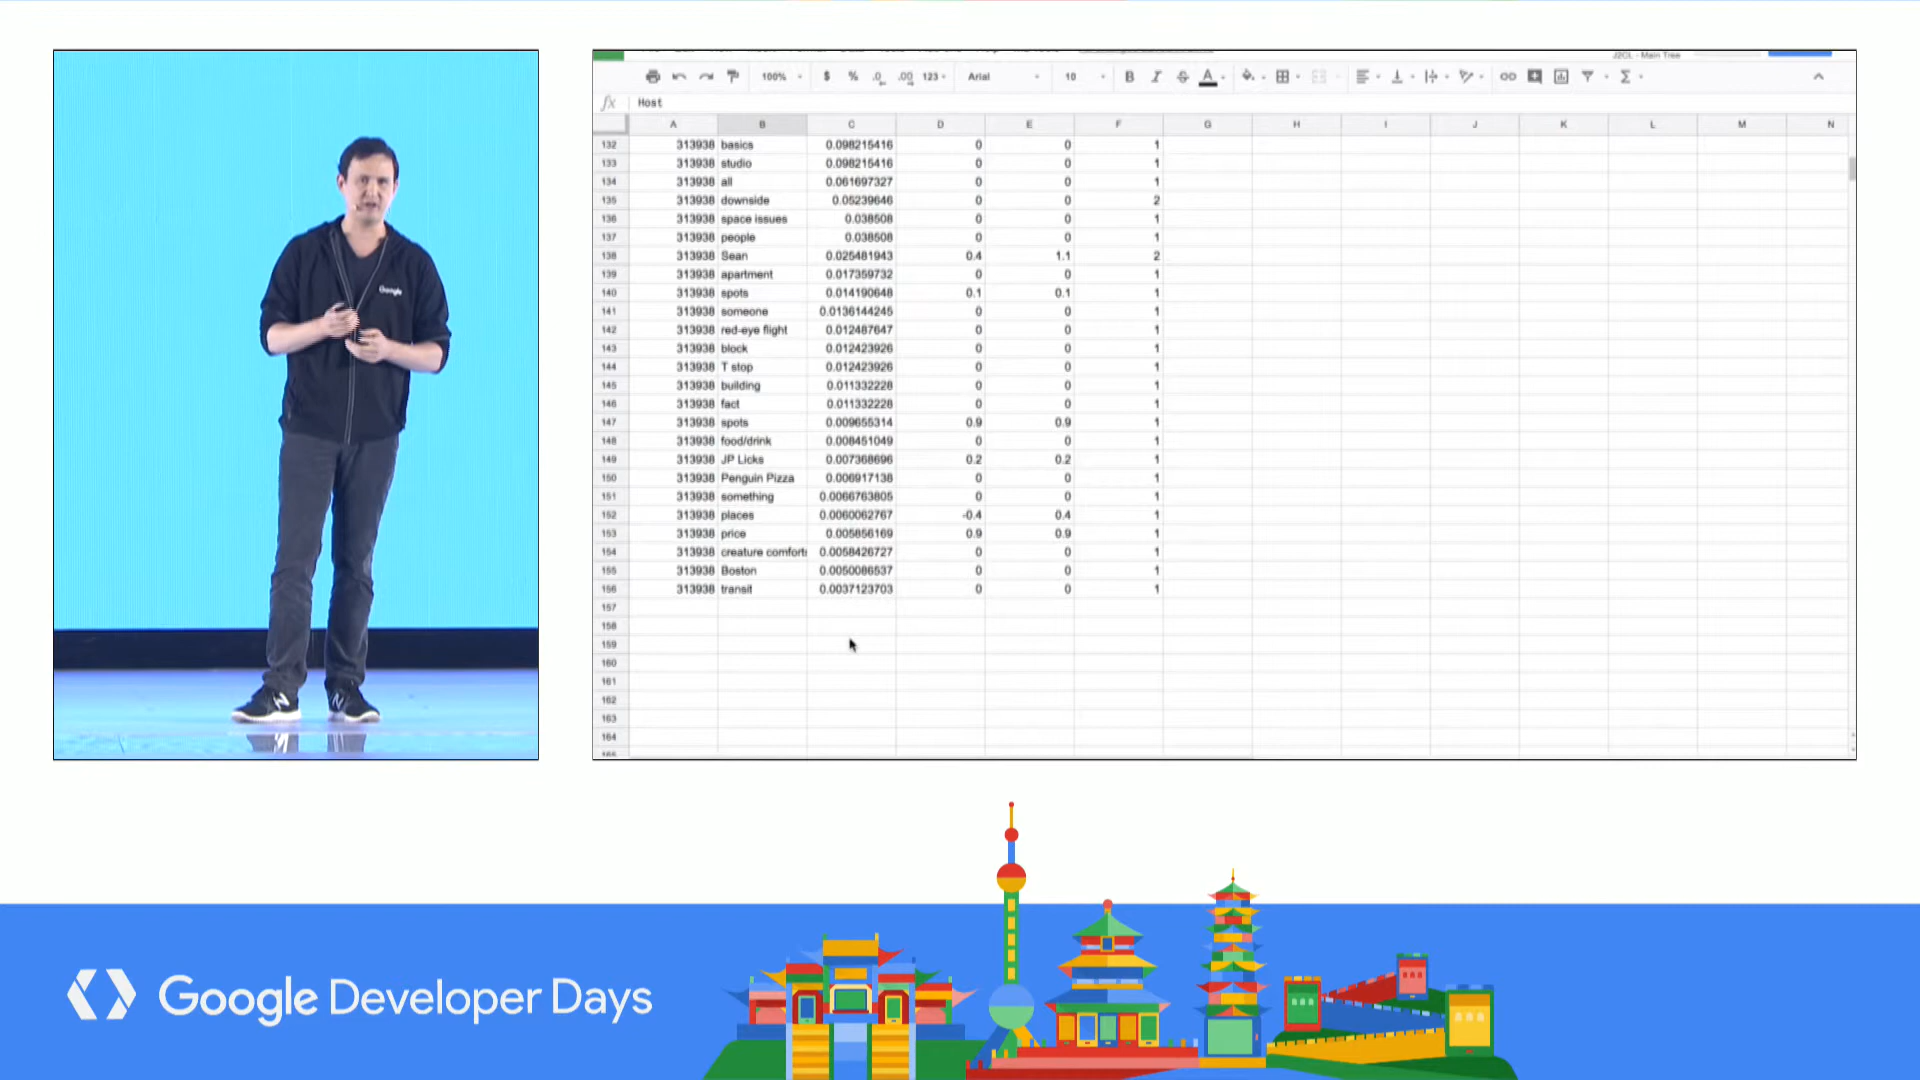 Google
J2CL - Main Tree
100% $ % .0 .00 123 Arial 10 B I S A Σ
fx Host
A B C D E F G H I J K L M N
132 313938 basics 0.098215416 0 0 1
133 313938 studio 0.098215416 0 0 1
134 313938 all 0.061697327 0 0 1
135 313938 downside 0.05239646 0 0 2
136 313938 space issues 0.038508 0 0 1
137 313938 people 0.038508 0 0 1
138 313938 Sean 0.025481943 0.4 1.1 2
139 313938 apartment 0.017359732 0 0 1
140 313938 spots 0.014190648 0.1 0.1 1
141 313938 someone 0.0136144245 0 0 1
142 313938 red-eye flight 0.012487647 0 0 1
143 313938 block 0.012423926 0 0 1
144 313938 T stop 0.012423926 0 0 1
145 313938 building 0.011332228 0 0 1
146 313938 fact 0.011332228 0 0 1
147 313938 spots 0.009655314 0.9 0.9 1
148 313938 food/drink 0.008451049 0 0 1
149 313938 JP Licks 0.007368696 0.2 0.2 1
150 313938 Penguin Pizza 0.006917138 0 0 1
151 313938 something 0.0066763805 0 0 1
152 313938 places 0.0060062767 -0.4 0.4 1
153 313938 price 0.005856169 0.9 0.9 1
154 313938 creature comforts 0.0058426727 0 0 1
155 313938 Boston 0.0050086537 0 0 1
156 313938 transit 0.0037123703 0 0 1
157
158
159
160
161
162
163
164
Google Developer Days